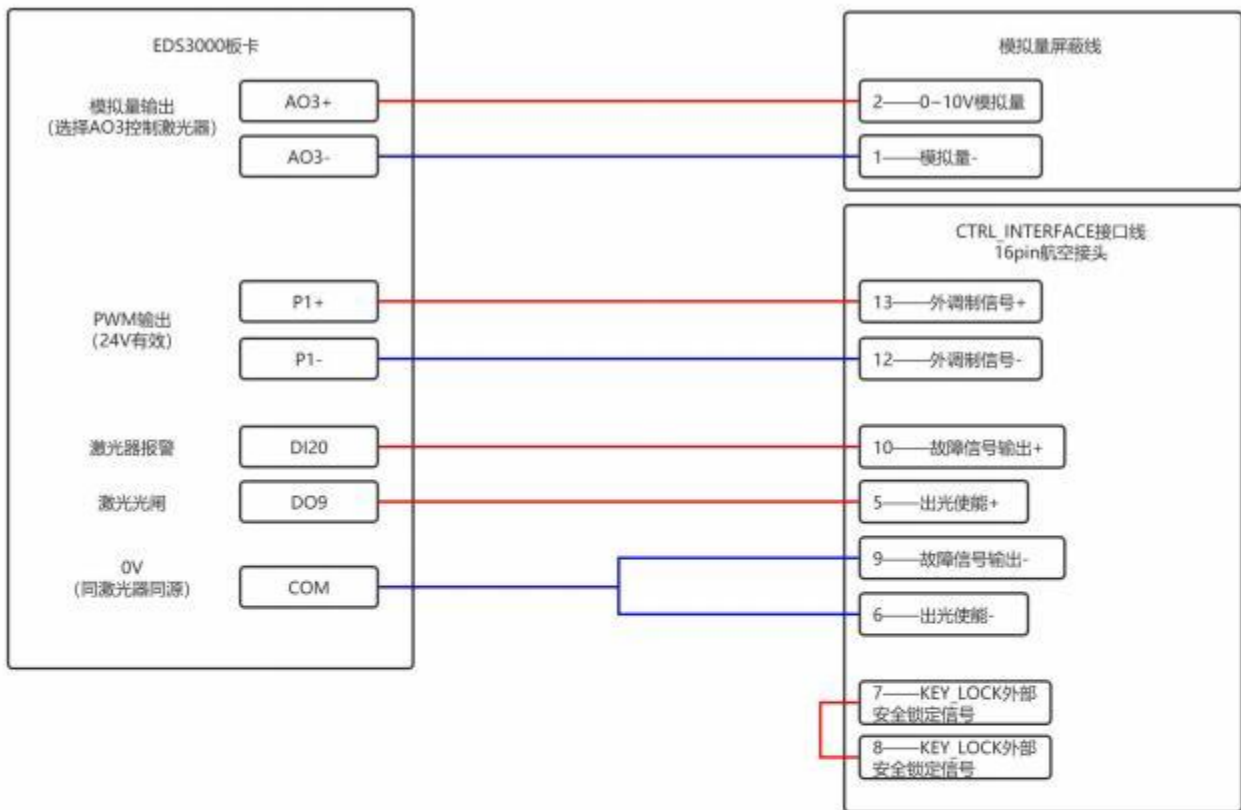 EDS3000板卡
模拟量输出
(选择AO3控制激光器)
AO3+
AO3-
PWM输出
(24V有效)
P1+
P1-
激光器报警
DI20
激光光闸
DO9
0V
(同激光器同源)
COM
模拟量屏蔽线
2——0~10V模拟量
1——模拟量-
CTRL_INTERFACE接口线
16pin航空接头
13——外调制信号+
12——外调制信号-
10——故障信号输出+
5——出光使能+
9——故障信号输出-
6——出光使能-
7——KEY_LOCK外部
安全锁定信号
8——KEY_LOCK外部
安全锁定信号